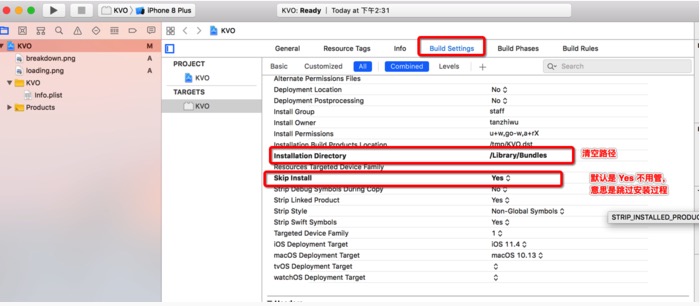 KVO
iPhone 8 Plus
KVO: Ready | Today at 下午2:31
KVO
KVO M
breakdown.png A
loading.png A
KVO
Info.plist
Products
General Resource Tags Info Build Settings Build Phases Build Rules
PROJECT
KVO
TARGETS
KVO
Basic Customized All Combined Levels + Search
Alternate Permissions Files
Deployment Location No
Deployment Postprocessing No
Install Group staff
Install Owner tanzhiwu
Install Permissions u+w,go-w,a+rX
Installation Build Products Location /tmp/KVO.dst
Installation Directory /Library/Bundles
清空路径
Resources Targeted Device Family
Skip Install Yes
默认是 Yes 不用管,
意思是跳过安装过程
Strip Debug Symbols During Copy No
Strip Linked Product Yes
Strip Style Non-Global Symbols
STRIP_INSTALLED_PRODUC
Strip Swift Symbols Yes
Targeted Device Family 1
iOS Deployment Target iOS 11.4
macOS Deployment Target macOS 10.13
tvOS Deployment Target
watchOS Deployment Target